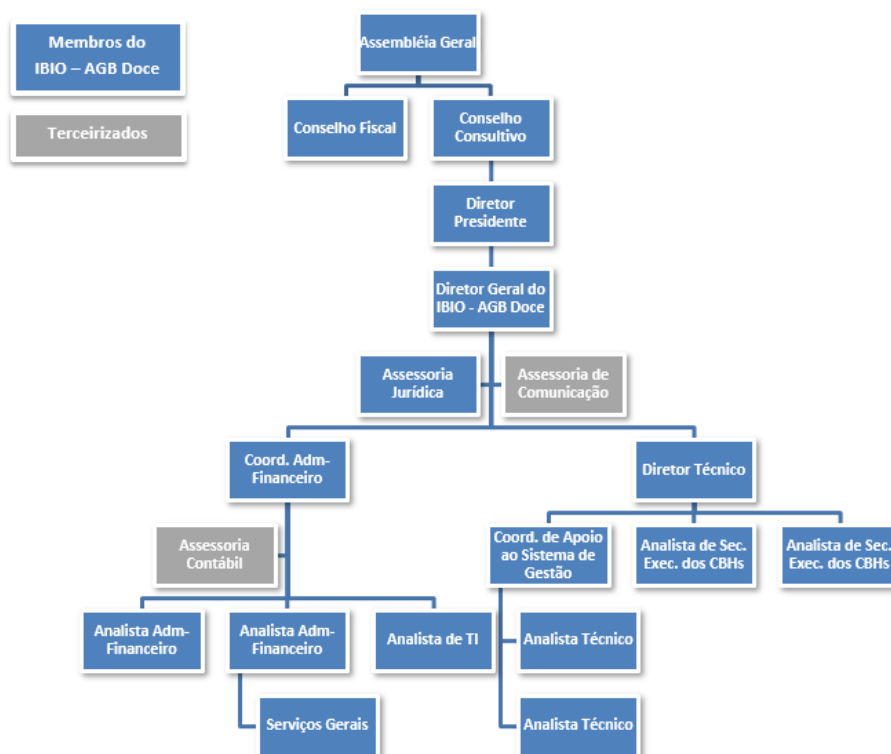 Membros do
IBIO – AGB Doce
Terceirizados
Assembléia Geral
Conselho Fiscal
Conselho
Consultivo
Diretor
Presidente
Diretor Geral do
IBIO - AGB Doce
Assessoria
Jurídica
Assessoria de
Comunicação
Coord. Adm-
Financeiro
Diretor Técnico
Assessoria
Contábil
Coord. de Apoio
ao Sistema de
Gestão
Analista de Sec.
Exec. dos CBHs
Analista de Sec.
Exec. dos CBHs
Analista Adm-
Financeiro
Analista Adm-
Financeiro
Analista de TI
Analista Técnico
Serviços Gerais
Analista Técnico